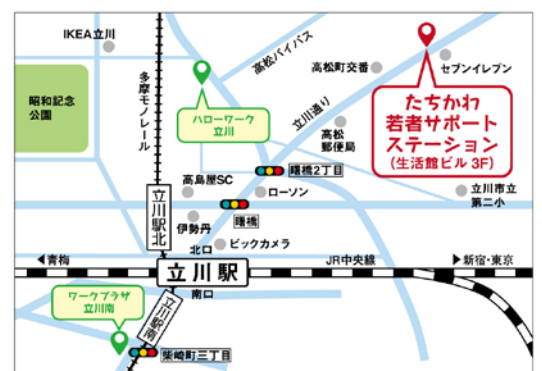 IKEA立川
昭和記念
公園
多摩モノレール
ハローワーク
立川
高松バイパス
立川通り
高松町交番
セブンイレブン
たちかわ
若者サポート
ステーション
(生活館ビル 3F)
高松
郵便局
曙橋2丁目
高島屋SC
ローソン
立川市立
第二小
立川駅北
伊勢丹
曙橋
北口
ビックカメラ
青梅
立川駅
JR中央線
新宿・東京
南口
ワークプラザ
立川南
立川駅南
柴崎町三丁目